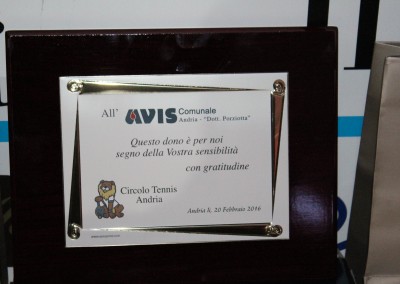 All' AVIS Comunale
Andria - "Dott. Porziotta"
Questo dono è per noi
segno della Vostra sensibilità
con gratitudine
Circolo Tennis
Andria
Andria lì, 20 Febbraio 2016